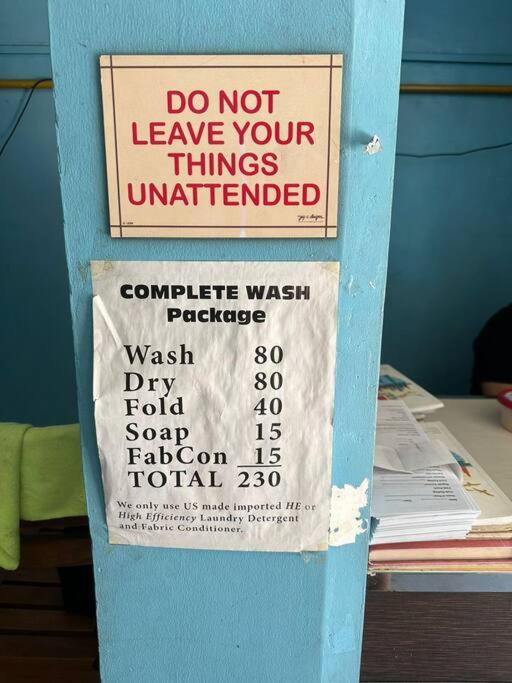 DO NOT
LEAVE YOUR
THINGS
UNATTENDED
COMPLETE WASH
Package
Wash 80
Dry 80
Fold 40
Soap 15
FabCon 15
TOTAL 230
We only use US made imported HE or
High Efficiency Laundry Detergent
and Fabric Conditioner.